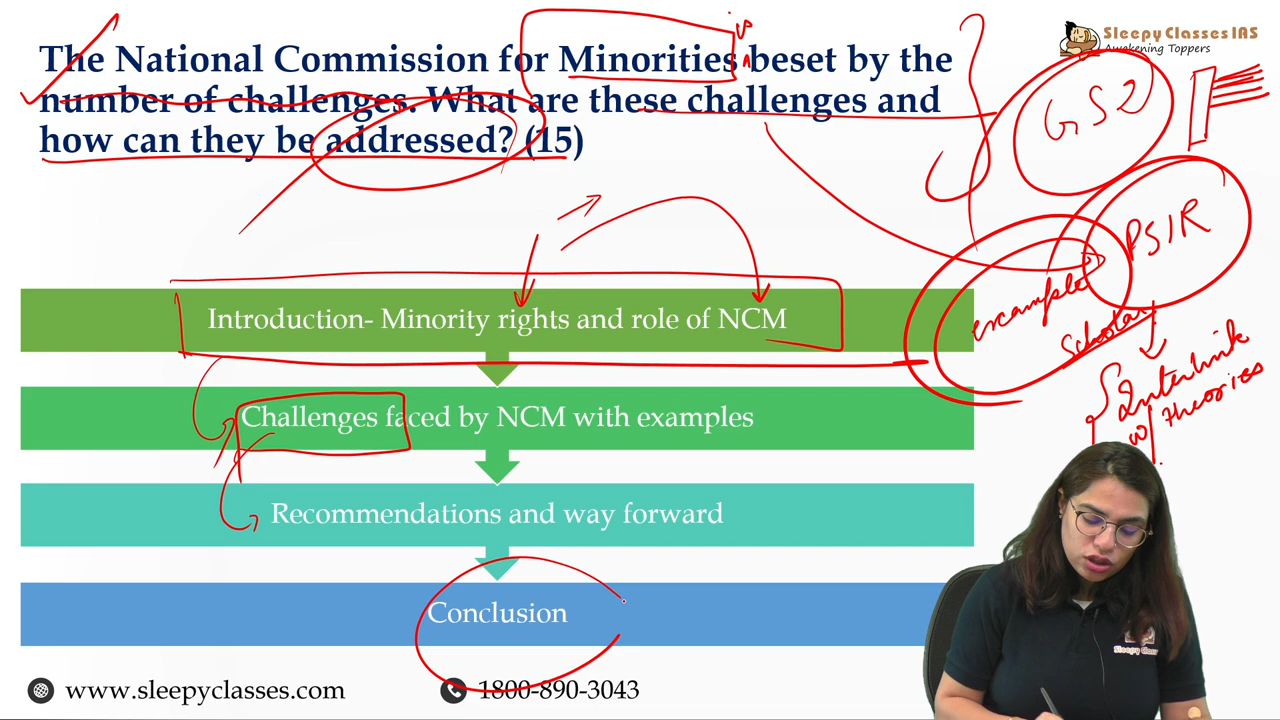 Sleepy Classes IAS
Awakening Toppers
The National Commission for Minorities is beset by the
number of challenges. What are these challenges and
how can they be addressed? (15)
GS2
PSIR
example
Scholar
Interlink
w/ theories
Introduction- Minority rights and role of NCM
Challenges faced by NCM with examples
Recommendations and way forward
Conclusion
www.sleepyclasses.com
1800-890-3043